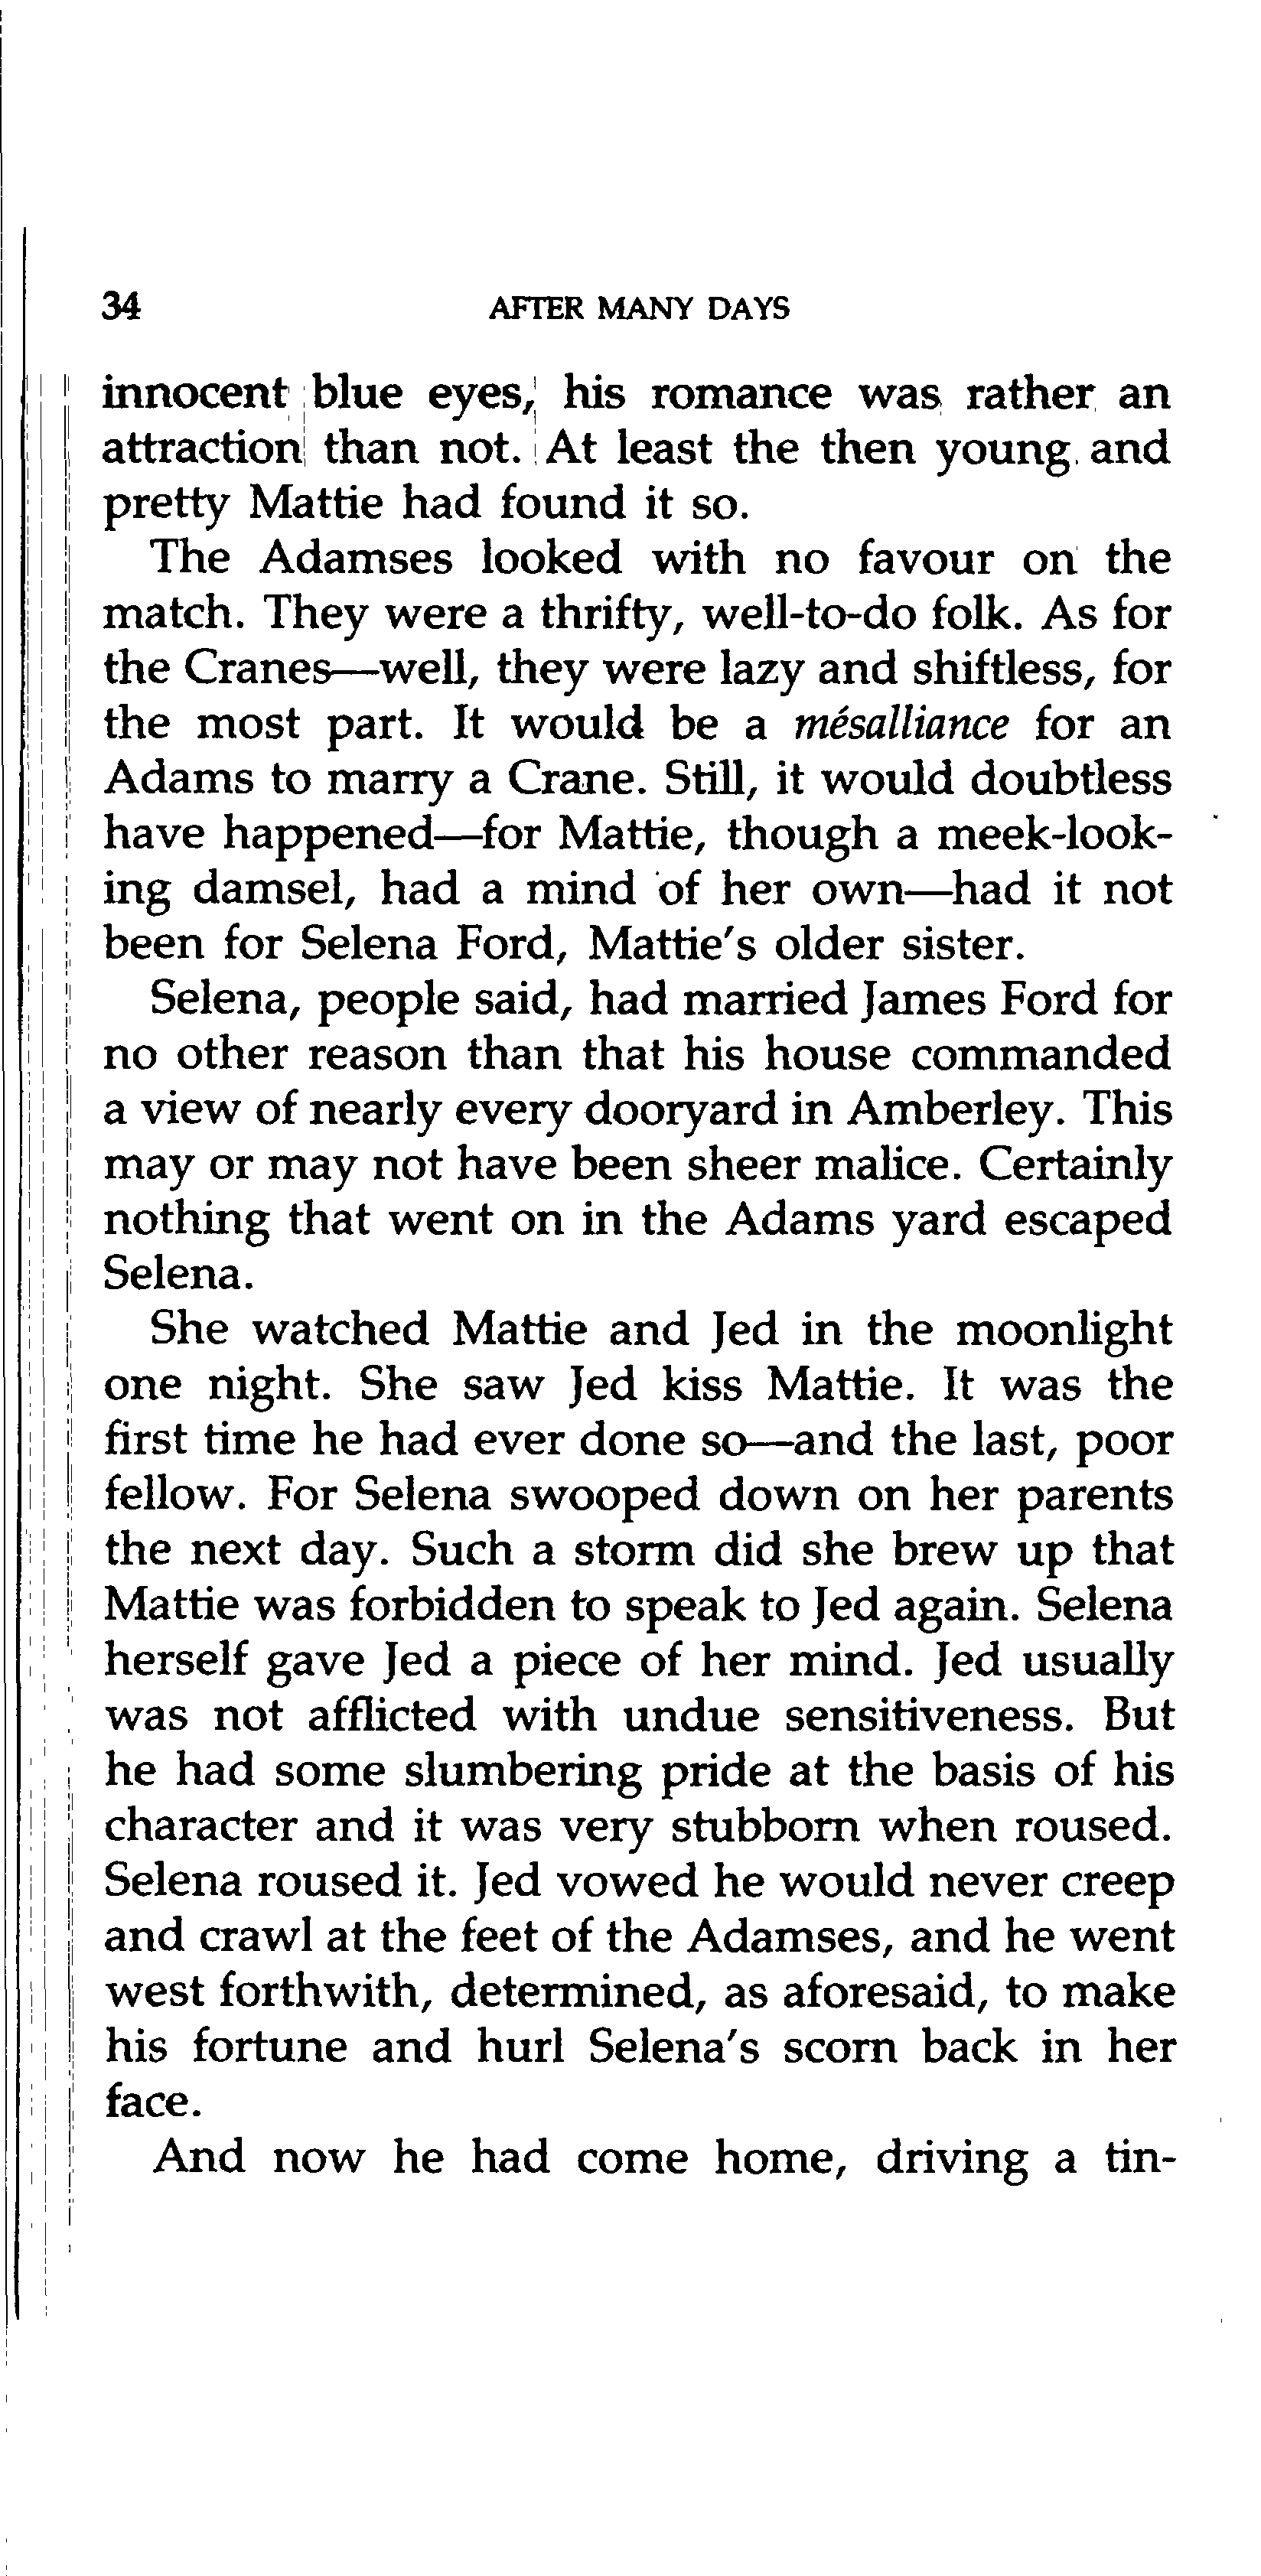 34 AFTER MANY DAYS
innocent blue eyes, his romance was rather an
attraction than not. At least the then young and
pretty Mattie had found it so.
The Adamses looked with no favour on the
match. They were a thrifty, well-to-do folk. As for
the Cranes—well, they were lazy and shiftless, for
the most part. It would be a mésalliance for an
Adams to marry a Crane. Still, it would doubtless
have happened—for Mattie, though a meek-look-
ing damsel, had a mind of her own—had it not
been for Selena Ford, Mattie's older sister.
Selena, people said, had married James Ford for
no other reason than that his house commanded
a view of nearly every dooryard in Amberley. This
may or may not have been sheer malice. Certainly
nothing that went on in the Adams yard escaped
Selena.
She watched Mattie and Jed in the moonlight
one night. She saw Jed kiss Mattie. It was the
first time he had ever done so—and the last, poor
fellow. For Selena swooped down on her parents
the next day. Such a storm did she brew up that
Mattie was forbidden to speak to Jed again. Selena
herself gave Jed a piece of her mind. Jed usually
was not afflicted with undue sensitiveness. But
he had some slumbering pride at the basis of his
character and it was very stubborn when roused.
Selena roused it. Jed vowed he would never creep
and crawl at the feet of the Adamses, and he went
west forthwith, determined, as aforesaid, to make
his fortune and hurl Selena's scorn back in her
face.
And now he had come home, driving a tin-